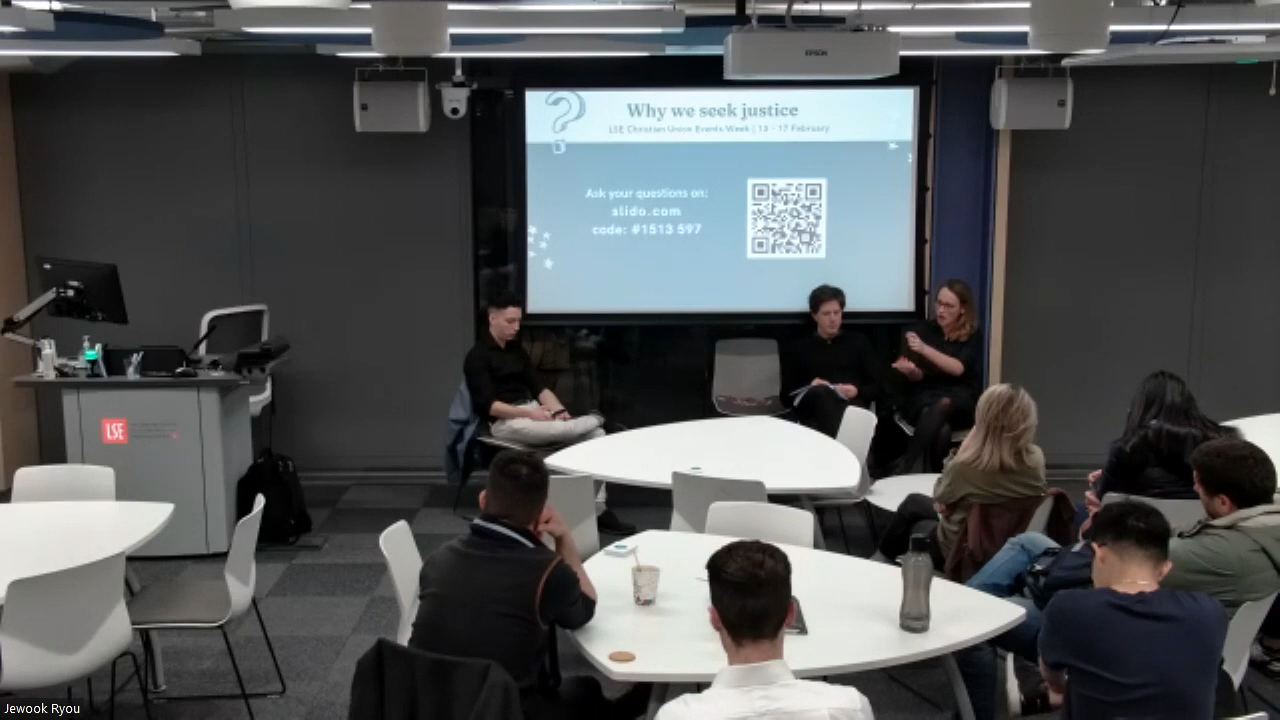 EPSON
Why we seek justice
LSE Christian Union Events Week | 13 - 17 February
Ask your questions on:
slido.com
code: #1513 597
LSE
Jewook Ryou